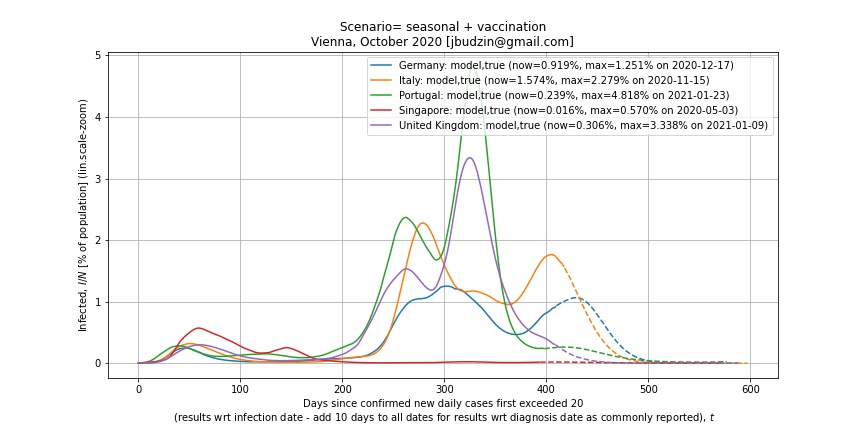 Scenario= seasonal + vaccination
Vienna, October 2020 [jbudzin@gmail.com]
Germany: model,true (now=0.919%, max=1.251% on 2020-12-17)
Italy: model,true (now=1.574%, max=2.279% on 2020-11-15)
Portugal: model,true (now=0.239%, max=4.818% on 2021-01-23)
Singapore: model,true (now=0.016%, max=0.570% on 2020-05-03)
United Kingdom: model,true (now=0.306%, max=3.338% on 2021-01-09)
Infected, I/N [% of population] (lin.scale-zoom)
5
4
3
2
1
0
0 100 200 300 400 500 600
Days since confirmed new daily cases first exceeded 20
(results wrt infection date - add 10 days to all dates for results wrt diagnosis date as commonly reported), t